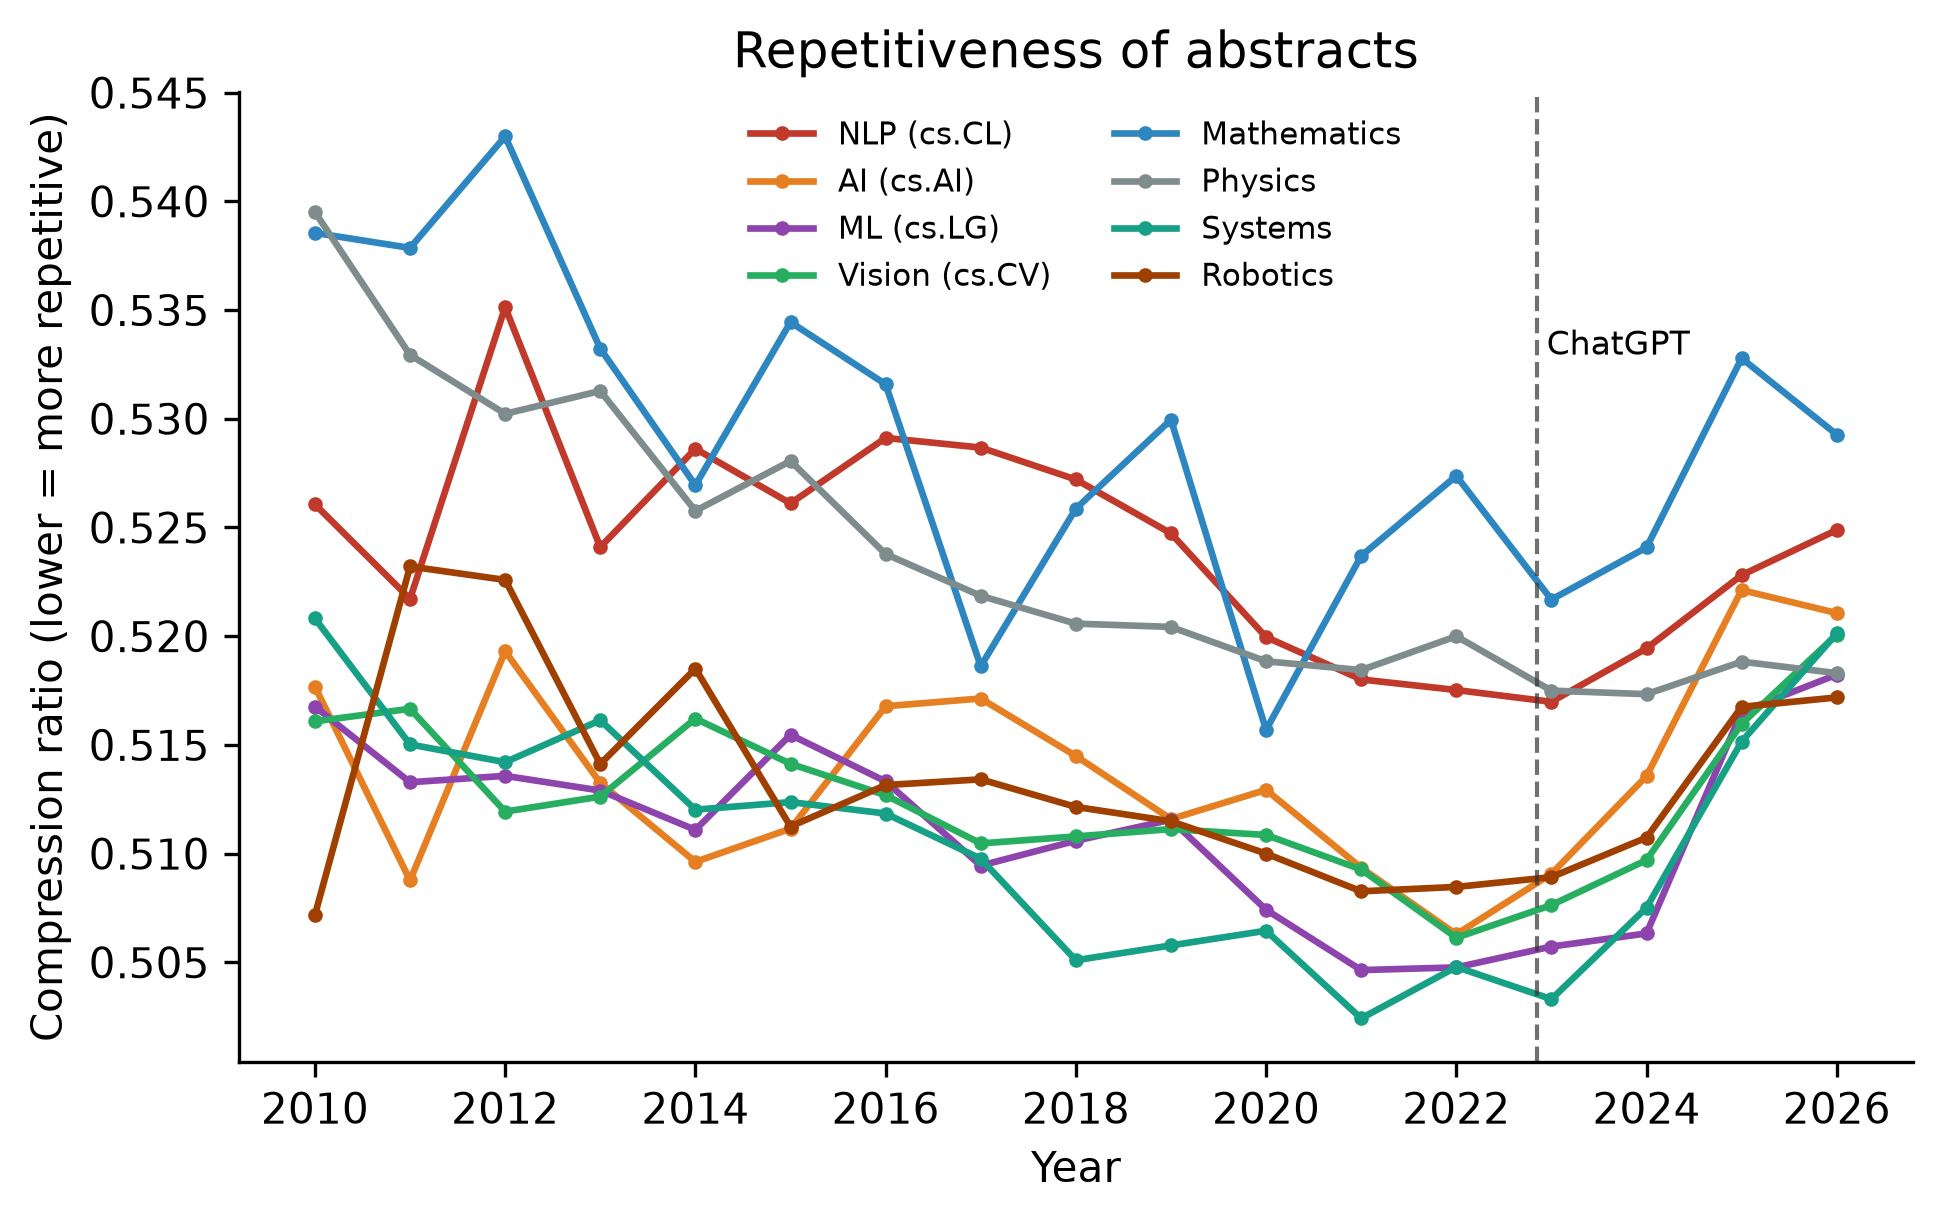 Repetitiveness of abstracts
Compression ratio (lower = more repetitive)
0.545
0.540
0.535
0.530
0.525
0.520
0.515
0.510
0.505
NLP (cs.CL)
AI (cs.AI)
ML (cs.LG)
Vision (cs.CV)
Mathematics
Physics
Systems
Robotics
ChatGPT
2010 2012 2014 2016 2018 2020 2022 2024 2026
Year